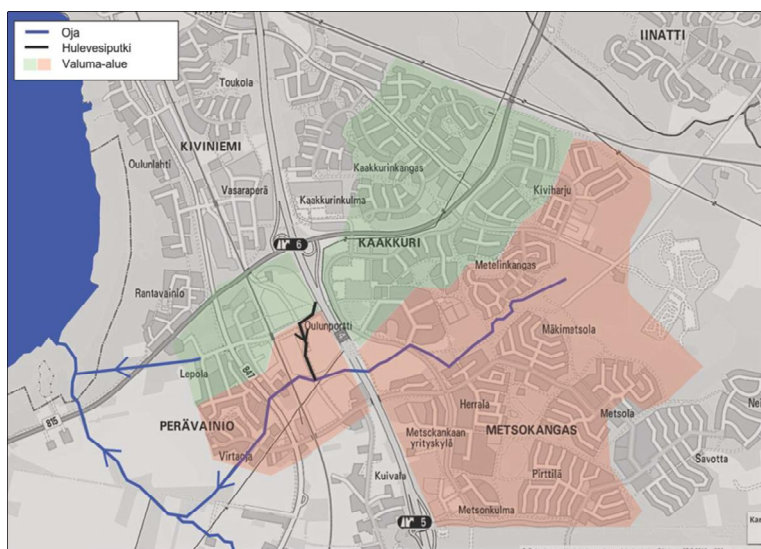 Oja
Hulevesiputki
Valuma-alue
IINATTI
Toukola
KIVINIEMI
Oulunlahti
Vasaraperä
Kaakkurinkangas
Kiviharju
Kaakkurinkulma
6
KAAKKURI
Metelinkangas
Rantavainio
Oulunportti
Mäkimatsola
Lepola
847
815
PERÄVAINIO
Herrala
Metsola
METSOKANGAS
yrityskylä
Virtaoja
Savotta
Kuivala
Pirttilä
Metsonkulma
5